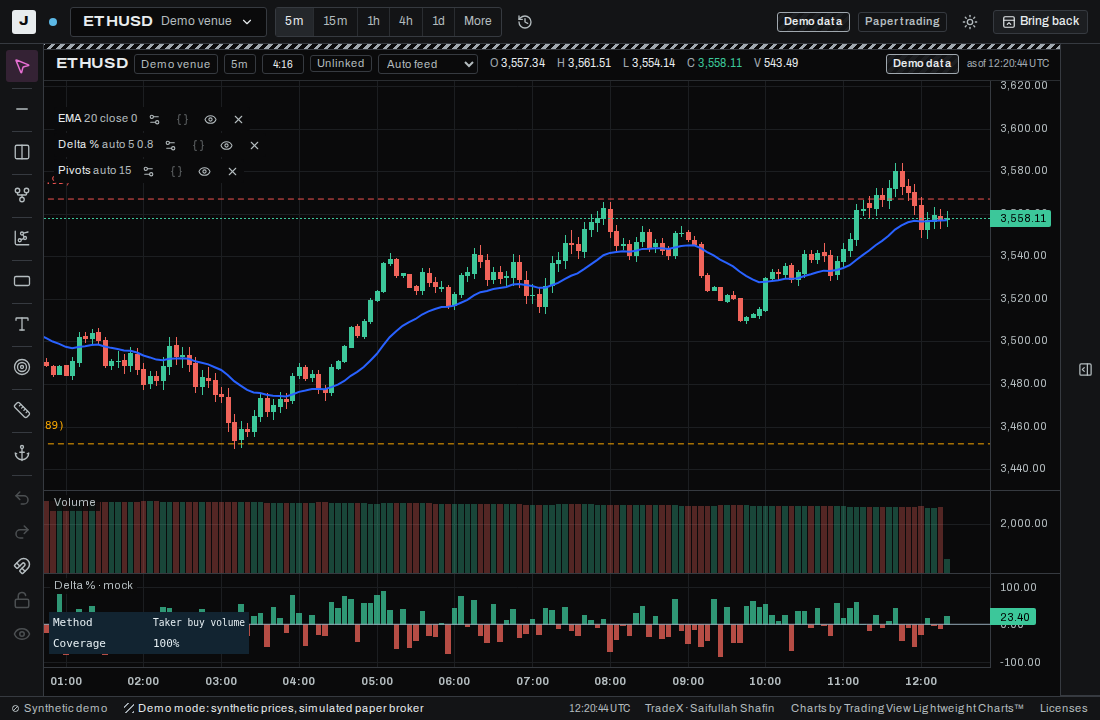 J ETHUSD Demo venue 5m 15m 1h 4h 1d More Demo data Paper trading Bring back
ETHUSD Demo venue 5m 4:16 Unlinked Auto feed O 3,557.34 H 3,561.51 L 3,554.14 C 3,558.11 V 543.49 Demo data as of 12:20:44 UTC
3,620.00
EMA 20 close 0 { }
3,600.00
Delta % auto 5 0.8 { }
Pivots auto 15 { }
3,580.00
3,558.11
3,540.00
3,520.00
3,500.00
3,480.00
89)
3,460.00
3,440.00
Volume
2,000.00
Delta % · mock
100.00
Method Taker buy volume
23.40
Coverage 100%
-100.00
01:00 02:00 03:00 04:00 05:00 06:00 07:00 08:00 09:00 10:00 11:00 12:00
Synthetic demo Demo mode: synthetic prices, simulated paper broker 12:20:44 UTC TradeX · Saifullah Shafin Charts by TradingView Lightweight Charts™ Licenses